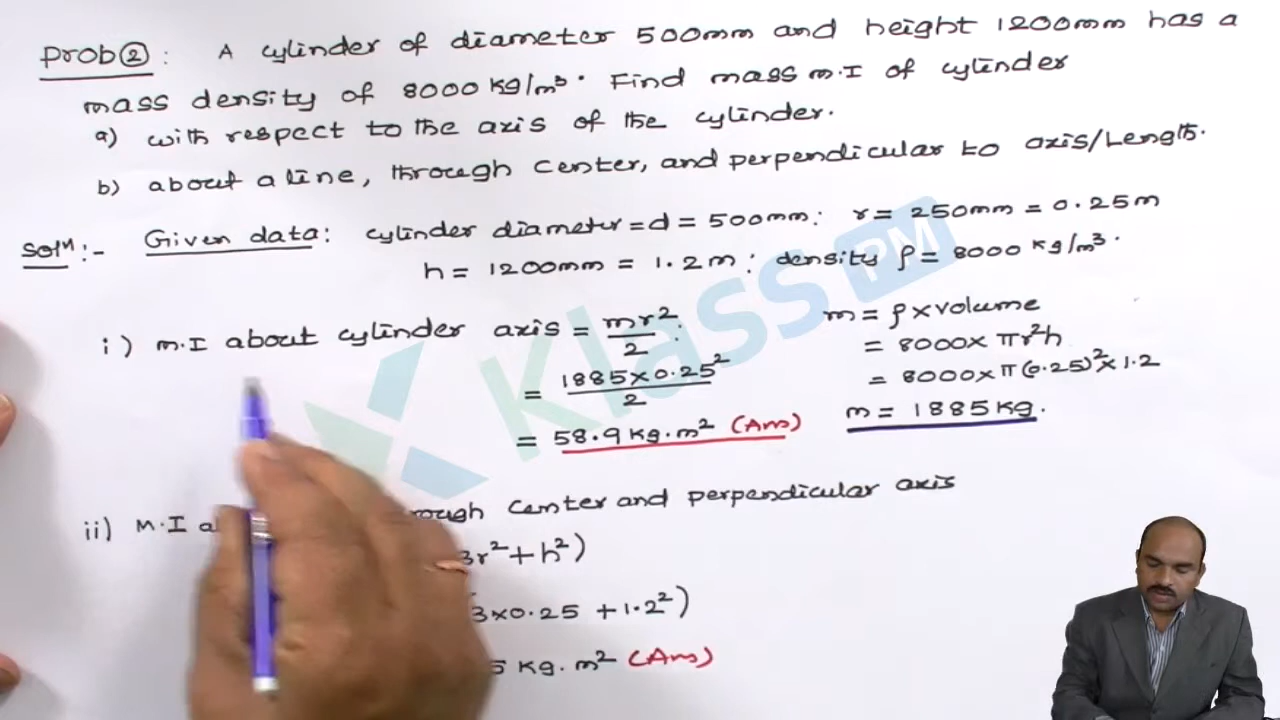 Prob② : A cylinder of diameter 500mm and height 1200mm has a
mass density of 8000 kg/m³. Find mass m.I of cylinder
a) with respect to the axis of the cylinder.
b) about a line, through center, and perpendicular to axis/Length.
Solⁿ :- Given data: cylinder diameter = d = 500mm: r = 250mm = 0.25m
h = 1200mm = 1.2m: density ρ = 8000 kg/m³.
i) m.I about cylinder axis = mr²/2.
= 1885×0.25²/2
= 58.9 kg.m² (Ans)
m = ρ × volume
= 8000 × πr²h
= 8000 × π(0.25)² × 1.2
m = 1885kg.
ii) M.I center and perpendicular axis
3r² + h²)
3×0.25 + 1.2²)
5 kg.m² (Ans)
Klass PM